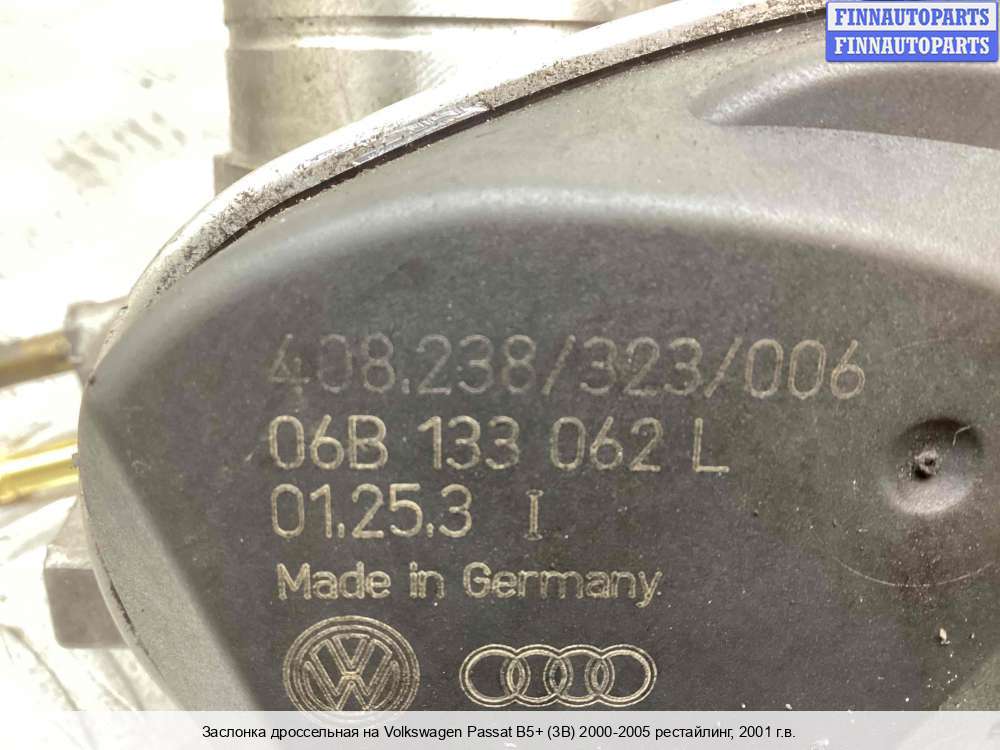 FINNAUTOPARTS
FINNAUTOPARTS
408.238/323/006
06B 133 062 L
01.25.3 I
Made in Germany
VW
Заслонка дроссельная на Volkswagen Passat B5+ (3B) 2000-2005 рестайлинг, 2001 г.в.